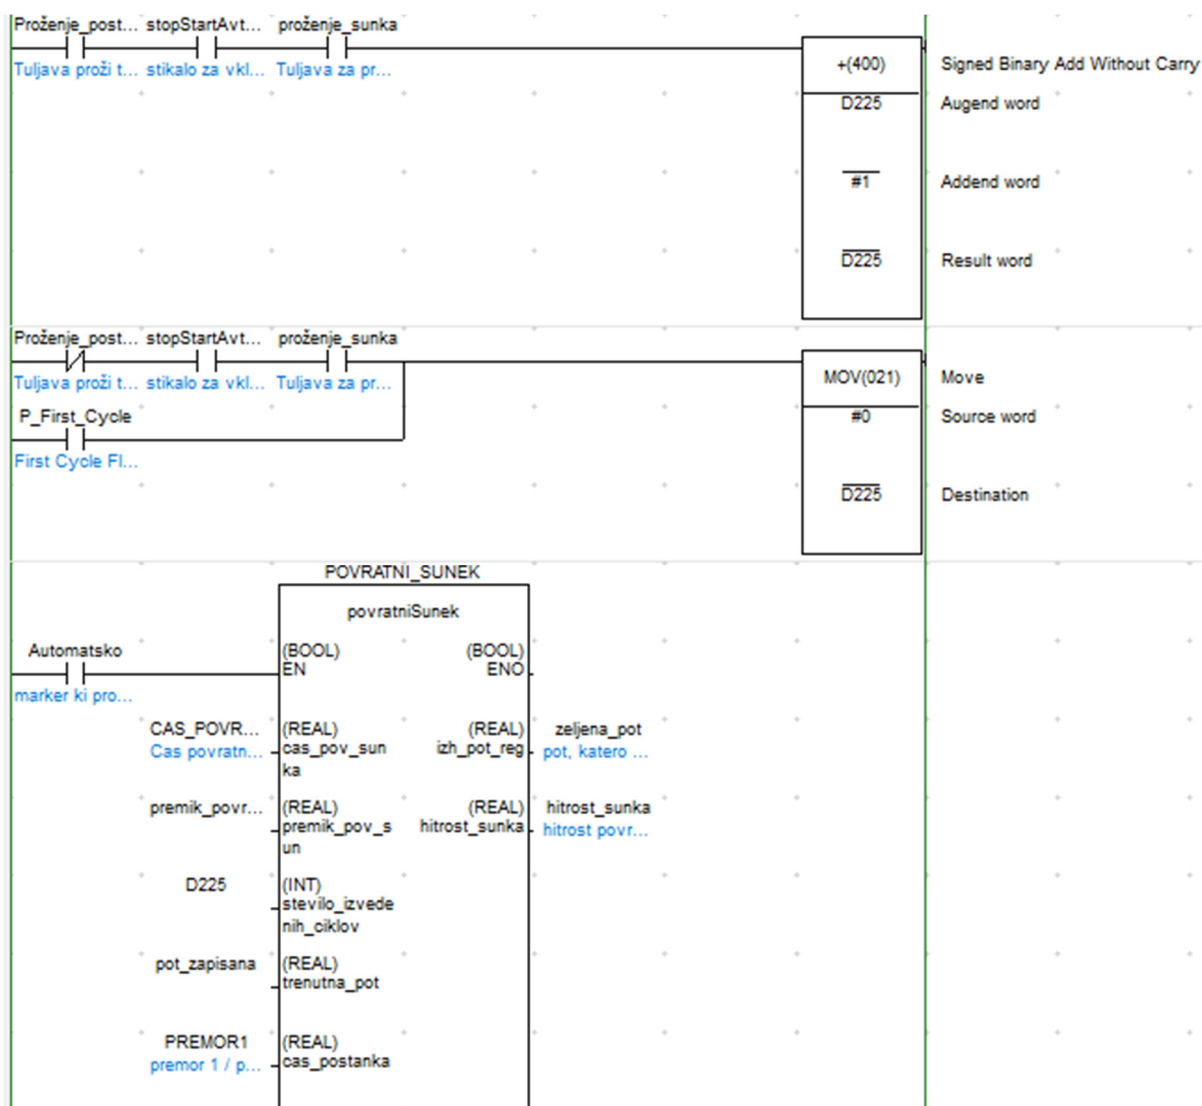 Proženje_post... stopStartAvt... proženje_sunka
Tuljava proži t... stikalo za vkl... Tuljava za pr...
+(400) Signed Binary Add Without Carry
D225 Augend word
#1 Addend word
D225 Result word
Proženje_post... stopStartAvt... proženje_sunka
Tuljava proži t... stikalo za vkl... Tuljava za pr...
MOV(021) Move
P_First_Cycle
#0 Source word
First Cycle Fl...
D225 Destination
POVRATNI_SUNEK
povratniSunek
Automatsko (BOOL) (BOOL)
EN ENO
marker ki pro...
CAS_POVR... (REAL) (REAL) zeljena_pot
Cas povratn... cas_pov_sun izh_pot_reg pot, katero ...
ka
premik_povr... (REAL) (REAL) hitrost_sunka
premik_pov_s hitrost_sunka hitrost povr...
un
D225 (INT)
stevilo_izvede
nih_ciklov
pot_zapisana (REAL)
trenutna_pot
PREMOR1 (REAL)
premor 1 / p... cas_postanka